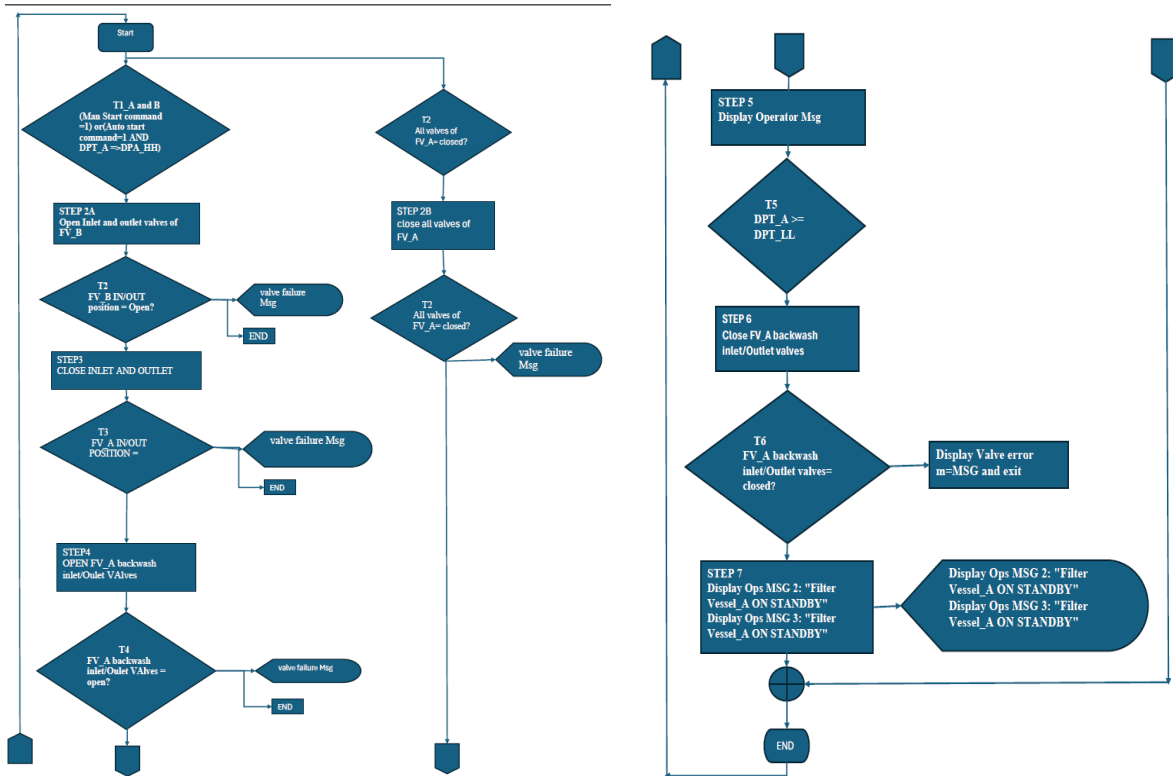 Start
T1_A and B
(Man Start command
=1) or(Auto start
command=1 AND
DPT_A =>DPA_HH)
STEP 2A
Open Inlet and outlet valves of
FV_B
T2
FV_B IN/OUT
position = Open?
valve failure
Msg
END
STEP3
CLOSE INLET AND OUTLET
T3
FV_A IN/OUT
POSITION =
valve failure Msg
END
STEP4
OPEN FV_A backwash
inlet/Oulet VAlves
T4
FV_A backwash
inlet/Oulet VAlves =
open?
valve failure Msg
END
T2
All valves of
FV_A= closed?
STEP 2B
close all valves of
FV_A
T2
All valves of
FV_A= closed?
valve failure
Msg
STEP 5
Display Operator Msg
T5
DPT_A >=
DPT_LL
STEP 6
Close FV_A backwash
inlet/Outlet valves
T6
FV_A backwash
inlet/Outlet valves=
closed?
Display Valve error
m=MSG and exit
STEP 7
Display Ops MSG 2: "Filter
Vessel_A ON STANDBY"
Display Ops MSG 3: "Filter
Vessel_A ON STANDBY"
Display Ops MSG 2: "Filter
Vessel_A ON STANDBY"
Display Ops MSG 3: "Filter
Vessel_A ON STANDBY"
END